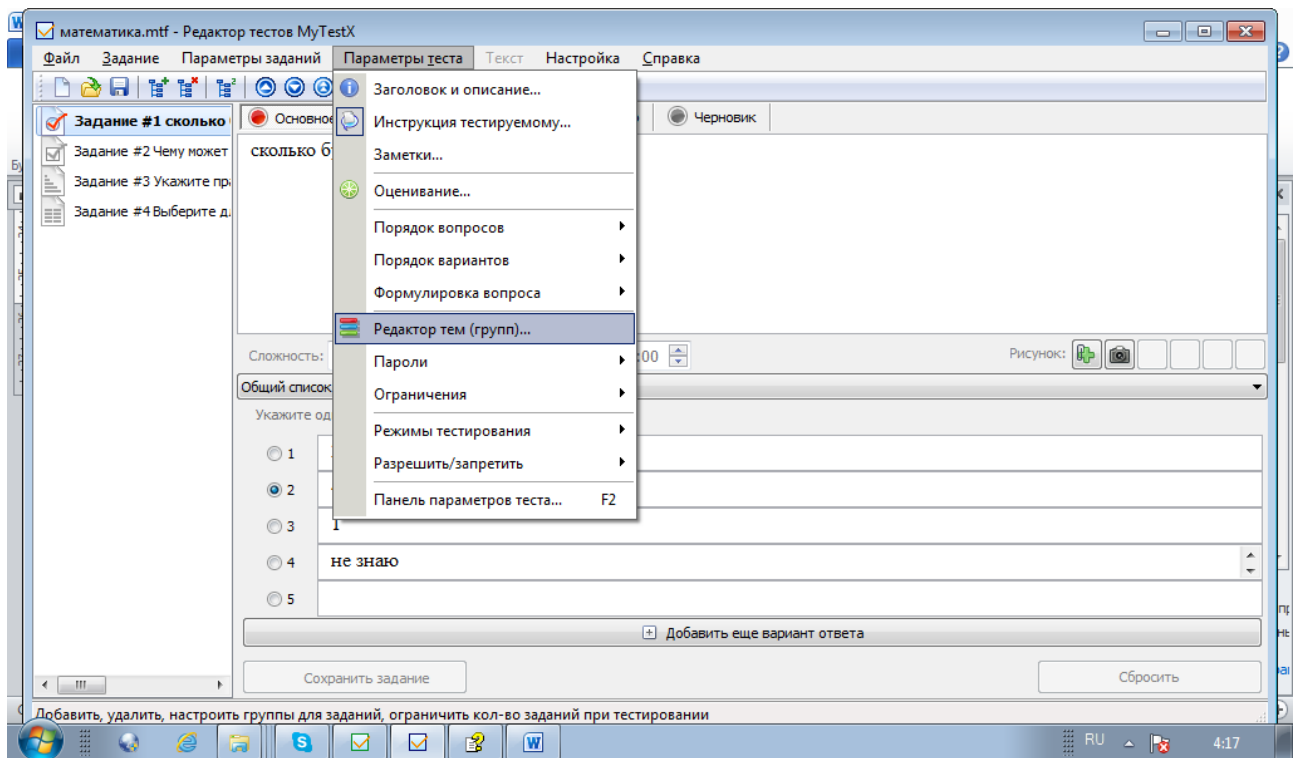 математика.mtf - Редактор тестов MyTestX
Файл Задание Параметры заданий Параметры теста Текст Настройка Справка
Заголовок и описание...
Инструкция тестируемому...
Заметки...
Оценивание...
Порядок вопросов
Порядок вариантов
Формулировка вопроса
Редактор тем (групп)...
Пароли
Ограничения
Режимы тестирования
Разрешить/запретить
Панель параметров теста... F2
Задание #1 сколько
Задание #2 Чему может
Задание #3 Укажите
Задание #4 Выберите
Черновик
сколько
Сложность: :00 Рисунок:
Общий список
Укажите
1
2
3 1
4 не знаю
5
Добавить еще вариант ответа
Сохранить задание Сбросить
Добавить, удалить, настроить группы для заданий, ограничить кол-во заданий при тестировании
RU 4:17